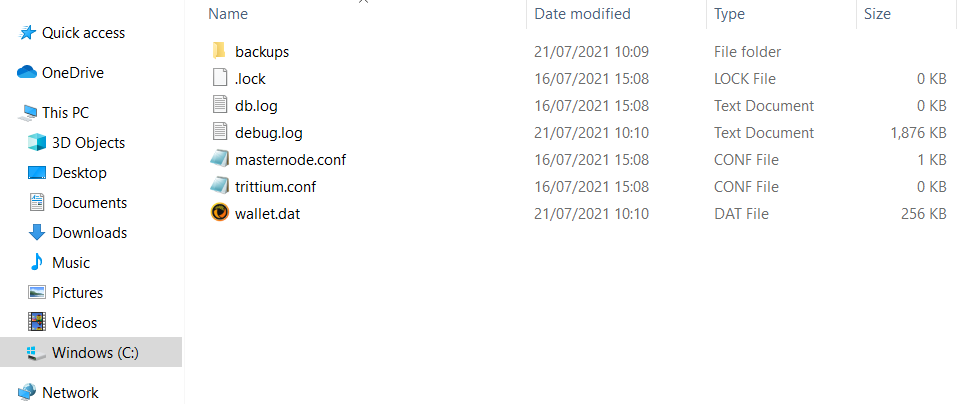 Name Date modified Type Size
Quick access
OneDrive
This PC
3D Objects
Desktop
Documents
Downloads
Music
Pictures
Videos
Windows (C:)
Network
backups 21/07/2021 10:09 File folder
.lock 16/07/2021 15:08 LOCK File 0 KB
db.log 16/07/2021 15:08 Text Document 0 KB
debug.log 21/07/2021 10:10 Text Document 1,876 KB
masternode.conf 16/07/2021 15:08 CONF File 1 KB
trittium.conf 16/07/2021 15:08 CONF File 0 KB
wallet.dat 21/07/2021 10:10 DAT File 256 KB